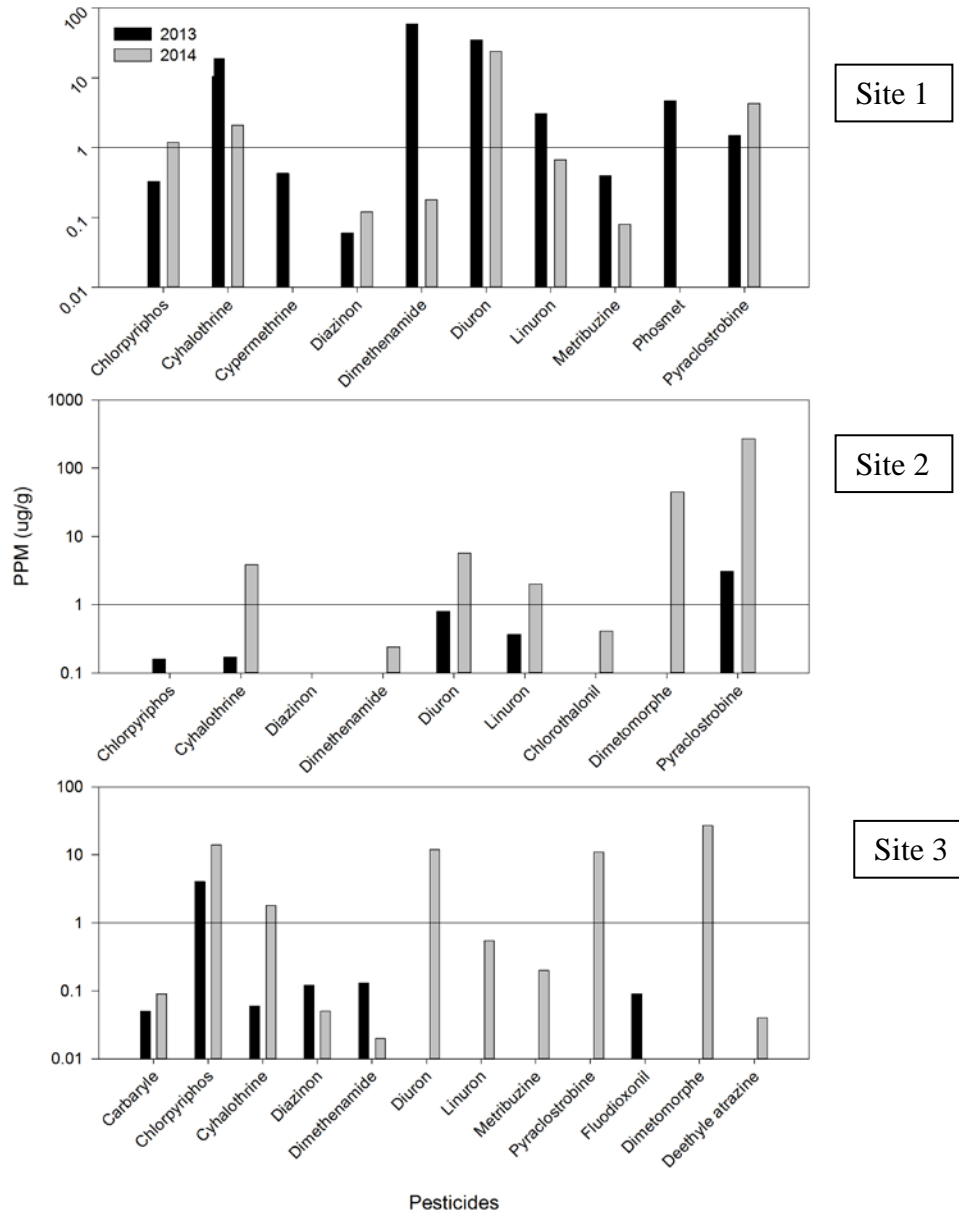 100
10
1
0.1
0.01
2013
2014
Site 1
Chlorpyriphos
Cyhalothrine
Cypermethrine
Diazinon
Dimethenamide
Diuron
Linuron
Metribuzine
Phosmet
Pyraclostrobine
PPM (ug/g)
1000
100
10
1
0.1
Site 2
Chlorpyriphos
Cyhalothrine
Diazinon
Dimethenamide
Diuron
Linuron
Chlorothalonil
Dimetomorphe
Pyraclostrobine
100
10
1
0.1
0.01
Site 3
Carbaryle
Chlorpyriphos
Cyhalothrine
Diazinon
Dimethenamide
Diuron
Linuron
Metribuzine
Pyraclostrobine
Fluodioxonil
Dimetomorphe
Deethyle atrazine
Pesticides